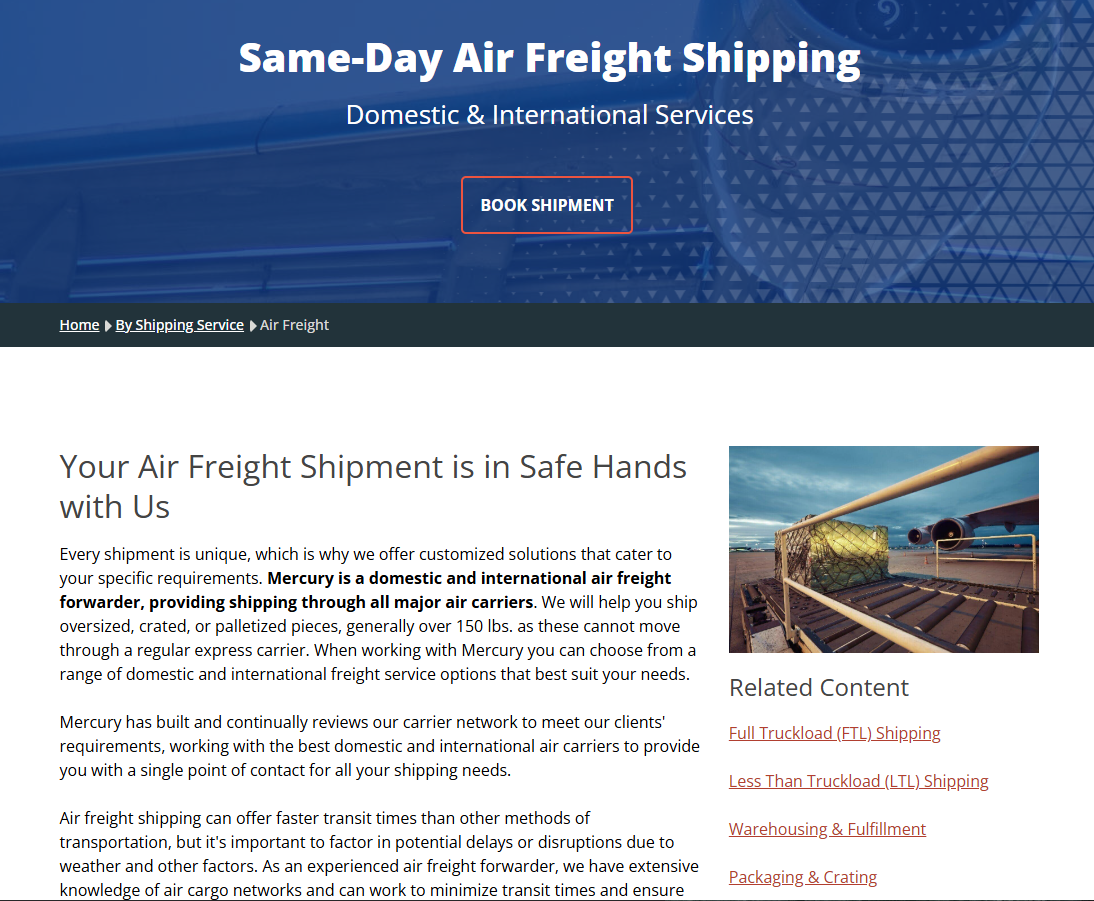 Same-Day Air Freight Shipping
Domestic & International Services
BOOK SHIPMENT
Home By Shipping Service Air Freight
Your Air Freight Shipment is in Safe Hands
with Us
Every shipment is unique, which is why we offer customized solutions that cater to
your specific requirements. Mercury is a domestic and international air freight
forwarder, providing shipping through all major air carriers. We will help you ship
oversized, crated, or palletized pieces, generally over 150 lbs. as these cannot move
through a regular express carrier. When working with Mercury you can choose from a
range of domestic and international freight service options that best suit your needs.
Mercury has built and continually reviews our carrier network to meet our clients'
requirements, working with the best domestic and international air carriers to provide
you with a single point of contact for all your shipping needs.
Air freight shipping can offer faster transit times than other methods of
transportation, but it's important to factor in potential delays or disruptions due to
weather and other factors. As an experienced air freight forwarder, we have extensive
knowledge of air cargo networks and can work to minimize transit times and ensure
Related Content
Full Truckload (FTL) Shipping
Less Than Truckload (LTL) Shipping
Warehousing & Fulfillment
Packaging & Crating